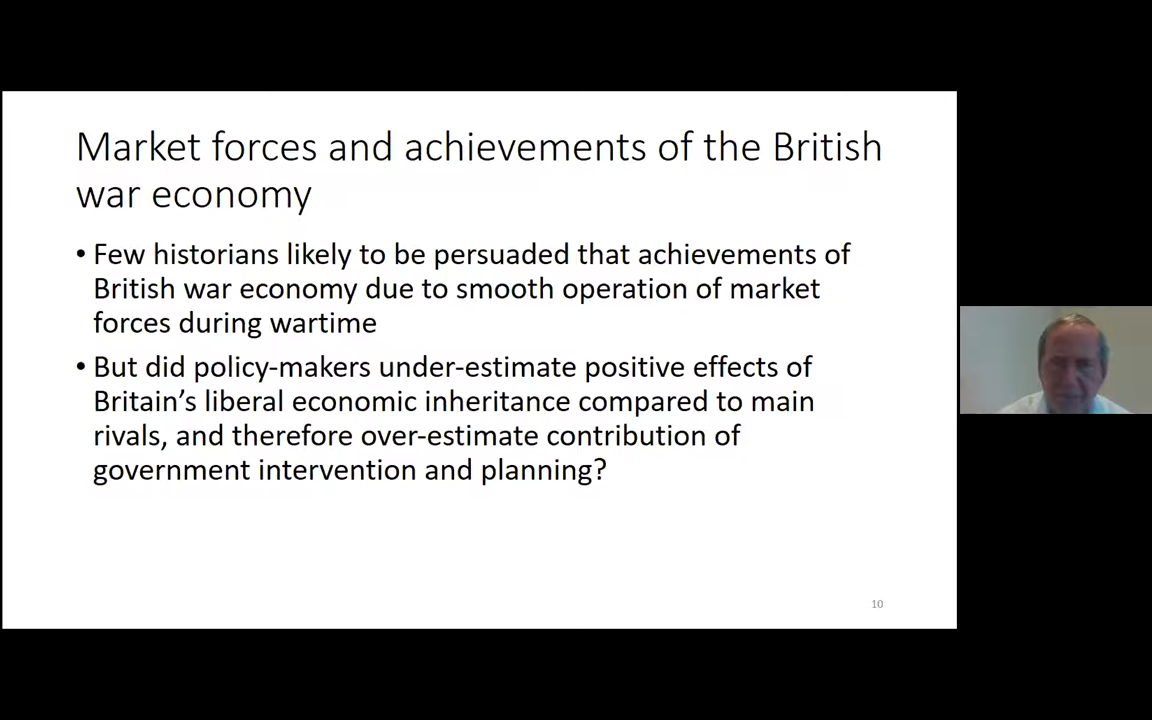 Market forces and achievements of the British
war economy
• Few historians likely to be persuaded that achievements of
British war economy due to smooth operation of market
forces during wartime
• But did policy-makers under-estimate positive effects of
Britain’s liberal economic inheritance compared to main
rivals, and therefore over-estimate contribution of
government intervention and planning?
10